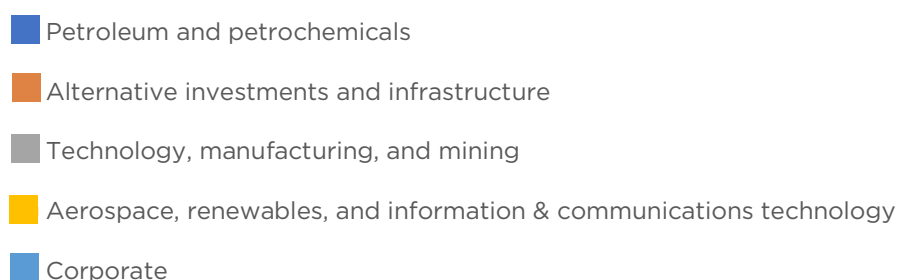 Petroleum and petrochemicals
Alternative investments and infrastructure
Technology, manufacturing, and mining
Aerospace, renewables, and information & communications technology
Corporate